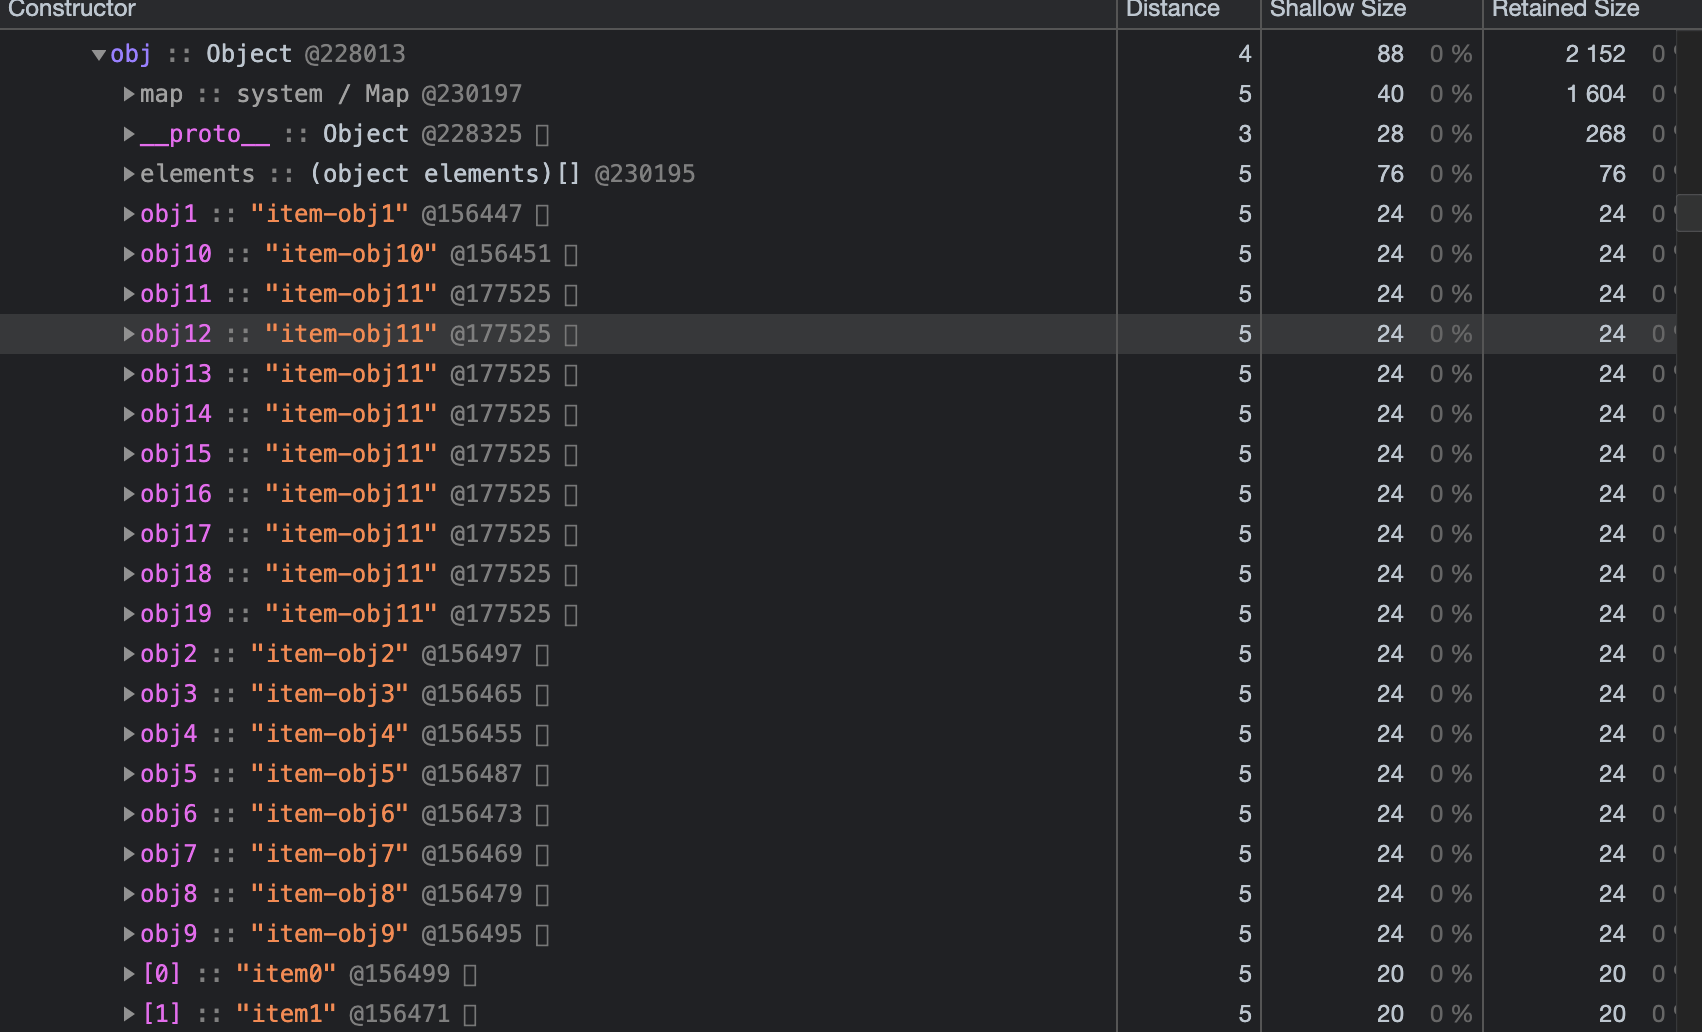 Constructor Distance Shallow Size Retained Size
▼obj :: Object @228013 4 88 0 % 2 152 0
▶map :: system / Map @230197 5 40 0 % 1 604 0
▶__proto__ :: Object @228325 3 28 0 % 268 0
▶elements :: (object elements)[] @230195 5 76 0 % 76 0
▶obj1 :: "item-obj1" @156447 5 24 0 % 24 0
▶obj10 :: "item-obj10" @156451 5 24 0 % 24 0
▶obj11 :: "item-obj11" @177525 5 24 0 % 24 0
▶obj12 :: "item-obj11" @177525 5 24 0 % 24 0
▶obj13 :: "item-obj11" @177525 5 24 0 % 24 0
▶obj14 :: "item-obj11" @177525 5 24 0 % 24 0
▶obj15 :: "item-obj11" @177525 5 24 0 % 24 0
▶obj16 :: "item-obj11" @177525 5 24 0 % 24 0
▶obj17 :: "item-obj11" @177525 5 24 0 % 24 0
▶obj18 :: "item-obj11" @177525 5 24 0 % 24 0
▶obj19 :: "item-obj11" @177525 5 24 0 % 24 0
▶obj2 :: "item-obj2" @156497 5 24 0 % 24 0
▶obj3 :: "item-obj3" @156465 5 24 0 % 24 0
▶obj4 :: "item-obj4" @156455 5 24 0 % 24 0
▶obj5 :: "item-obj5" @156487 5 24 0 % 24 0
▶obj6 :: "item-obj6" @156473 5 24 0 % 24 0
▶obj7 :: "item-obj7" @156469 5 24 0 % 24 0
▶obj8 :: "item-obj8" @156479 5 24 0 % 24 0
▶obj9 :: "item-obj9" @156495 5 24 0 % 24 0
▶[0] :: "item0" @156499 5 20 0 % 20 0
▶[1] :: "item1" @156471 5 20 0 % 20 0